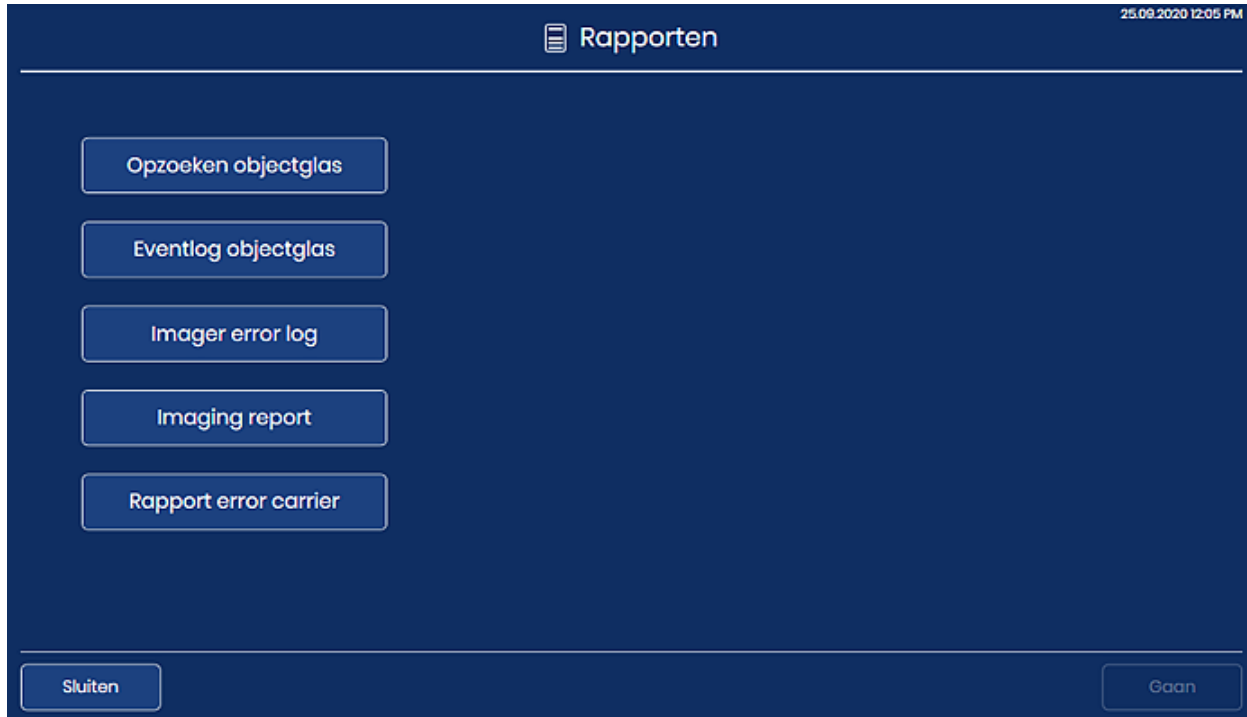 25.09.2020 12:05 PM
Rapporten
Opzoeken objectglas
Eventlog objectglas
Imager error log
Imaging report
Rapport error carrier
Sluiten
Gaan